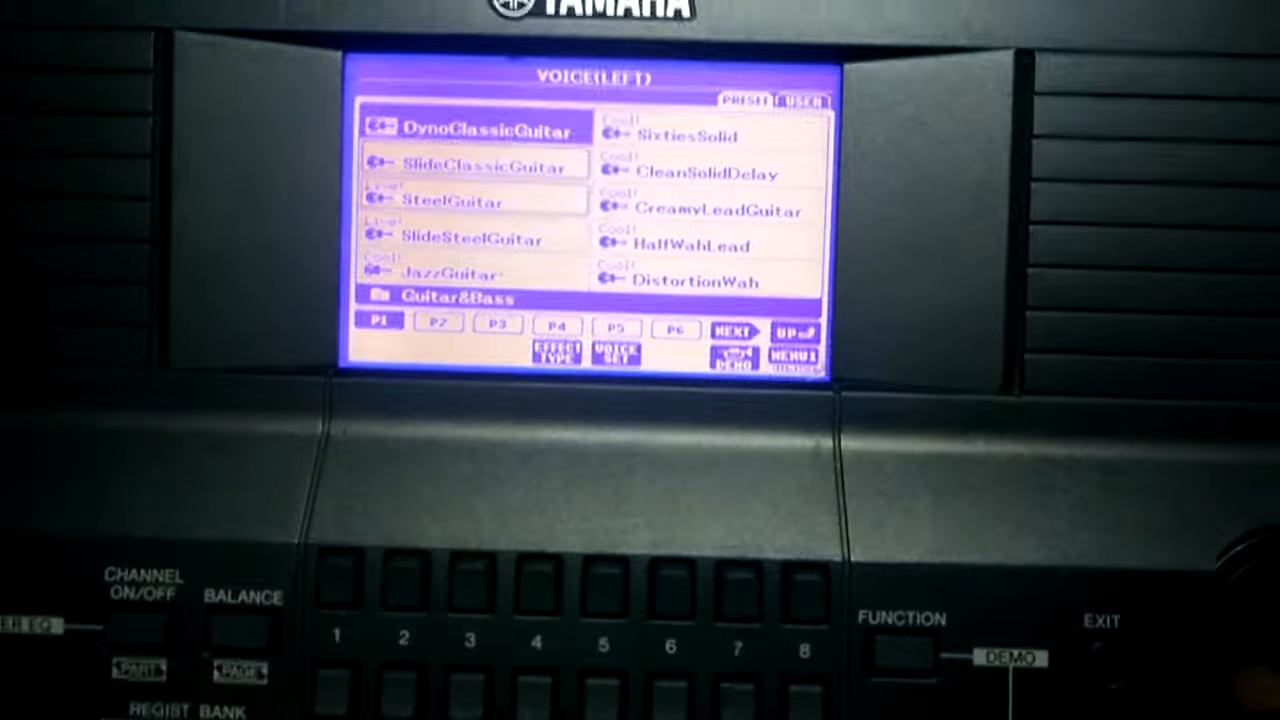 YAMAHA
VOICE(LEFT)
PRESET USER
DynoClassicGuitar
SlideClassicGuitar
Live!
SteelGuitar
Live!
SlideSteelGuitar
Cool!
JazzGuitar
Cool!
SixtiesSolid
Cool!
CleanSolidDelay
Cool!
CreamyLeadGuitar
Cool!
HalfWahLead
Cool!
DistortionWah
Guitar&Bass
P1 P2 P3 P4 P5 P6 NEXT UP
EFFECT TYPE
VOICE SET
DEMO
MENU1
CHANNEL
ON/OFF
BALANCE
ER EQ
PART
PAGE
REGIST BANK
1 2 3 4 5 6 7 8
FUNCTION
EXIT
DEMO